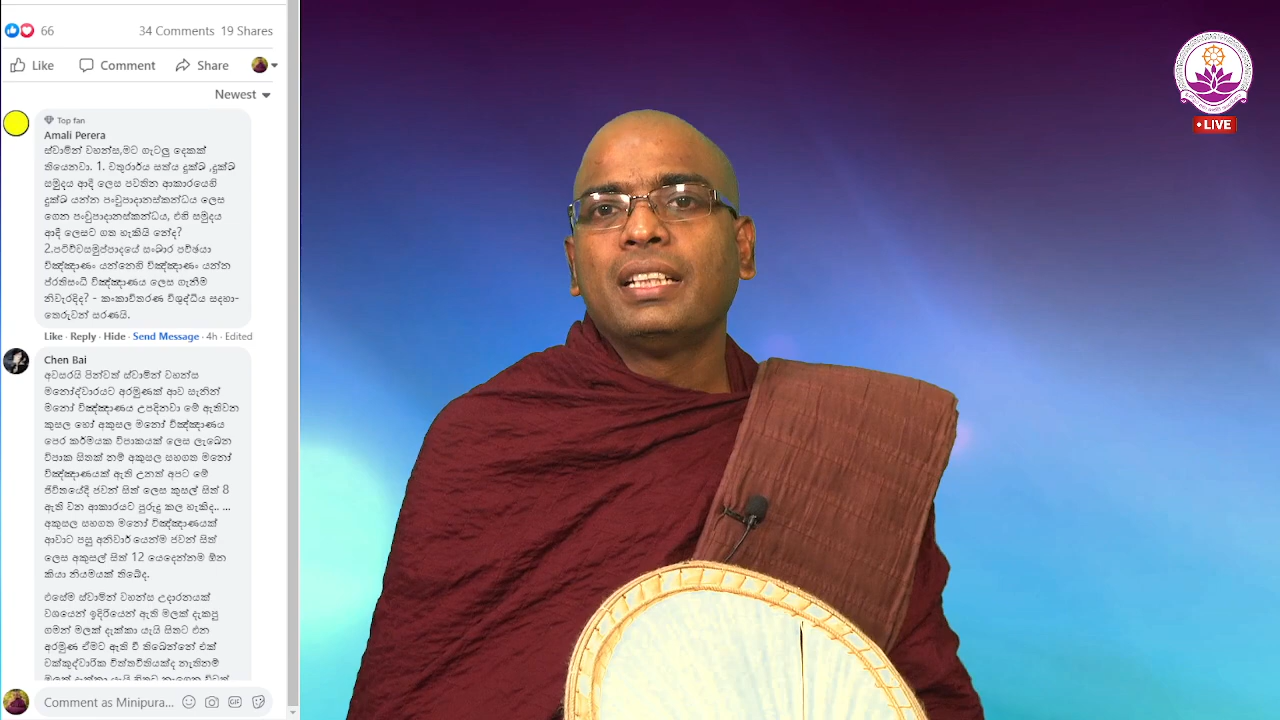 66 34 Comments 19 Shares
Like Comment Share
Newest
Top fan
Amali Perera
ස්වාමින් වහන්ස,මට ගැටලු දෙකක්
තියෙනවා. 1. චතුරාර්ය සත්ය දුක්ඛ ,දුක්ඛ
සමුදය ආදී ලෙස පවතින ආකාරයෙහි
දුක්ඛ යන්න පංචුපාදානස්කන්ධය ලෙස
ගෙන පංචුපාදානස්කන්ධය, එහි සමුදය
ආදී ලෙසට ගත හැකියි නේද?
2.පටිච්චසමුප්පාදයේ සංඛාර පච්ඡයා
විඤ්ඤාණං යන්නෙහි විඤ්ඤාණං යන්න
ප්රතිසංධි විඤ්ඤාණය ලෙස ගැනීම
නිවැරදිද? - කංකාවිතරණ විශුද්ධිය සඳහා-
තෙරුවන් සරණයි.
Like · Reply · Hide · Send Message · 4h · Edited
Chen Bai
අවසරයි පින්වත් ස්වාමින් වහන්ස
මනෝද්වාරයට අරමුණක් ආව සැනින්
මනෝ විඤ්ඤාණය උපදිනවා මේ ඇතිවන
කුසල හෝ අකුසල මනෝ විඤ්ඤාණය
පෙර කර්මයක විපාකයක් ලෙස ලැබෙන
විපාක සිතක් නම් අකුසල සහගත මනෝ
විඤ්ඤාණයක් ඇති උනත් අපට මේ
ජීවිතයේදී ජවන් සිත් ලෙස කුසල් සිත් 8
ඇති වන ආකාරයට පුරුදු කල හැකිද.. ...
අකුසල සහගත මනෝ විඤ්ඤාණයක්
ආවාට පසු අනිවාර්ය යෙන්ම ජවන් සිත්
ලෙස අකුසල් සිත් 12 යෙදෙන්නම ඕන
කියා නියමයක් තිබේද.
එසේම ස්වාමින් වහන්ස උදාරනයක්
වශයෙන් ඉදිරියෙන් ඇති මලක් දැකපු
ගමන් මලක් දැක්කා යැයි සිතට එන
අරමුණ ඒමට ඇති වී තිබෙන්නේ එක්
චක්කුද්වාරික චිත්තවීතියක්ද නැතිනම්
Comment as Minipura...
LIVE